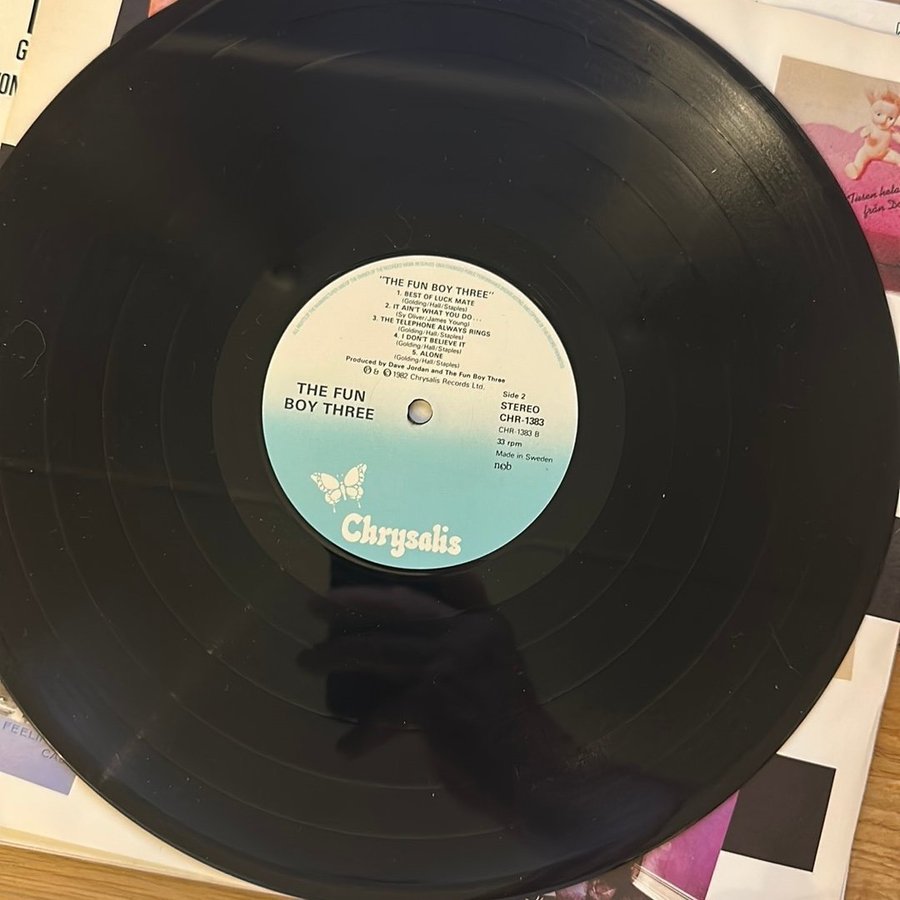 "THE FUN BOY THREE"
1. BEST OF LUCK MATE
(Golding/Hall/Staples)
2. IT AIN'T WHAT YOU DO...
(Sy Oliver/James Young)
3. THE TELEPHONE ALWAYS RINGS
(Golding/Hall/Staples)
4. I DON'T BELIEVE IT
(Golding/Hall/Staples)
5. ALONE
(Golding/Hall/Staples)
Produced by Dave Jordan and The Fun Boy Three
℗ & © 1982 Chrysalis Records Ltd.
THE FUN
BOY THREE
Side 2
STEREO
CHR-1383
CHR-1383 B
33 rpm
Made in Sweden
ncb
Chrysalis
från